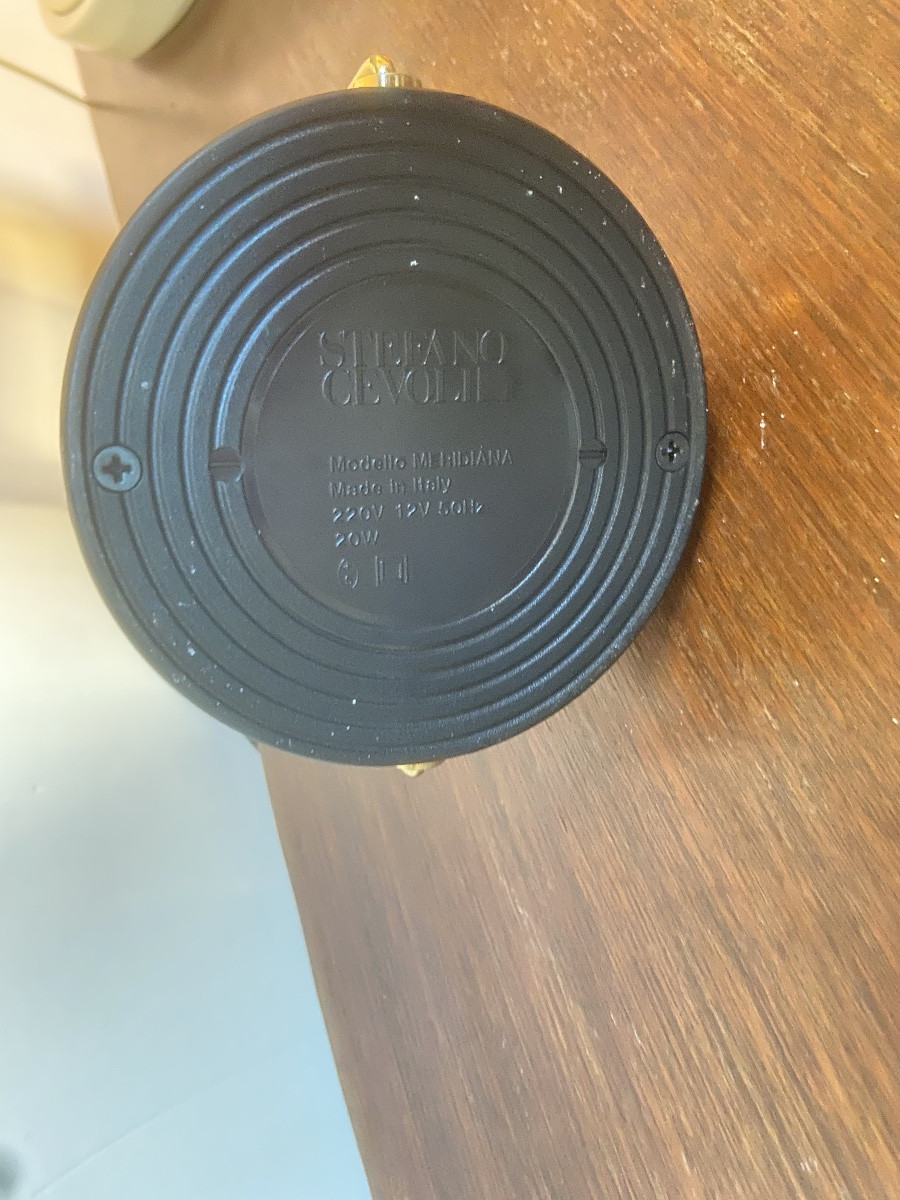 STEFANO
CEVOLI
Modello MERIDIANA
Made in Italy
220V 12V 50Hz
20W